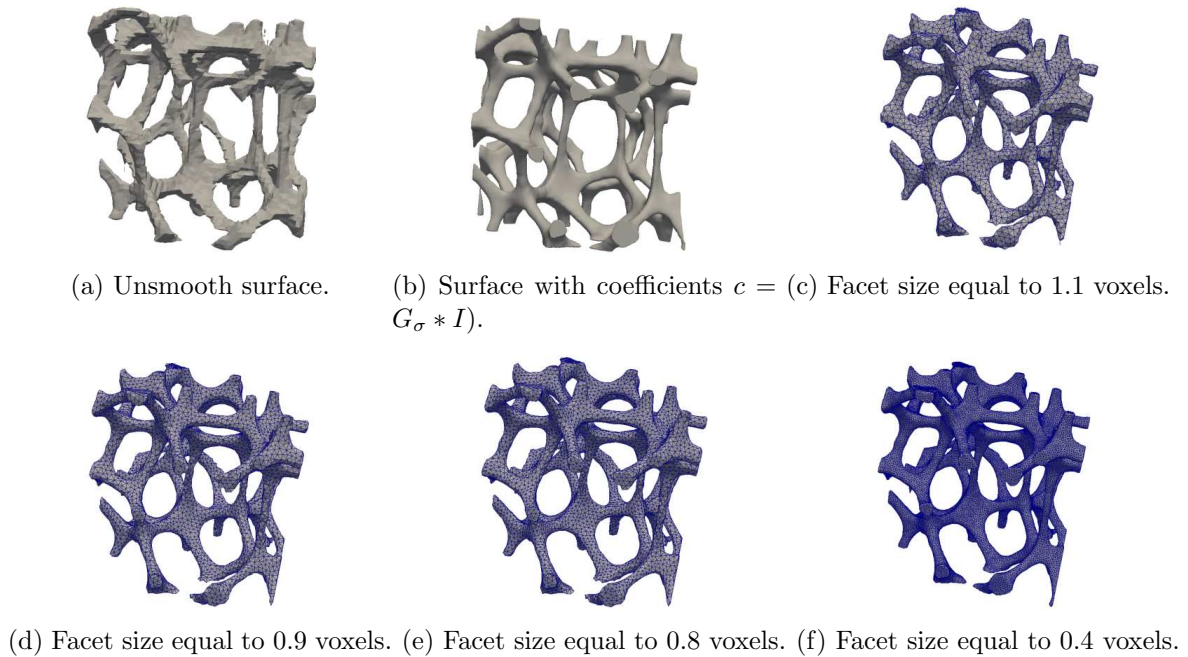 (a) Unsmooth surface.
(b) Surface with coefficients c = G_σ * I).
(c) Facet size equal to 1.1 voxels.
(d) Facet size equal to 0.9 voxels.
(e) Facet size equal to 0.8 voxels.
(f) Facet size equal to 0.4 voxels.